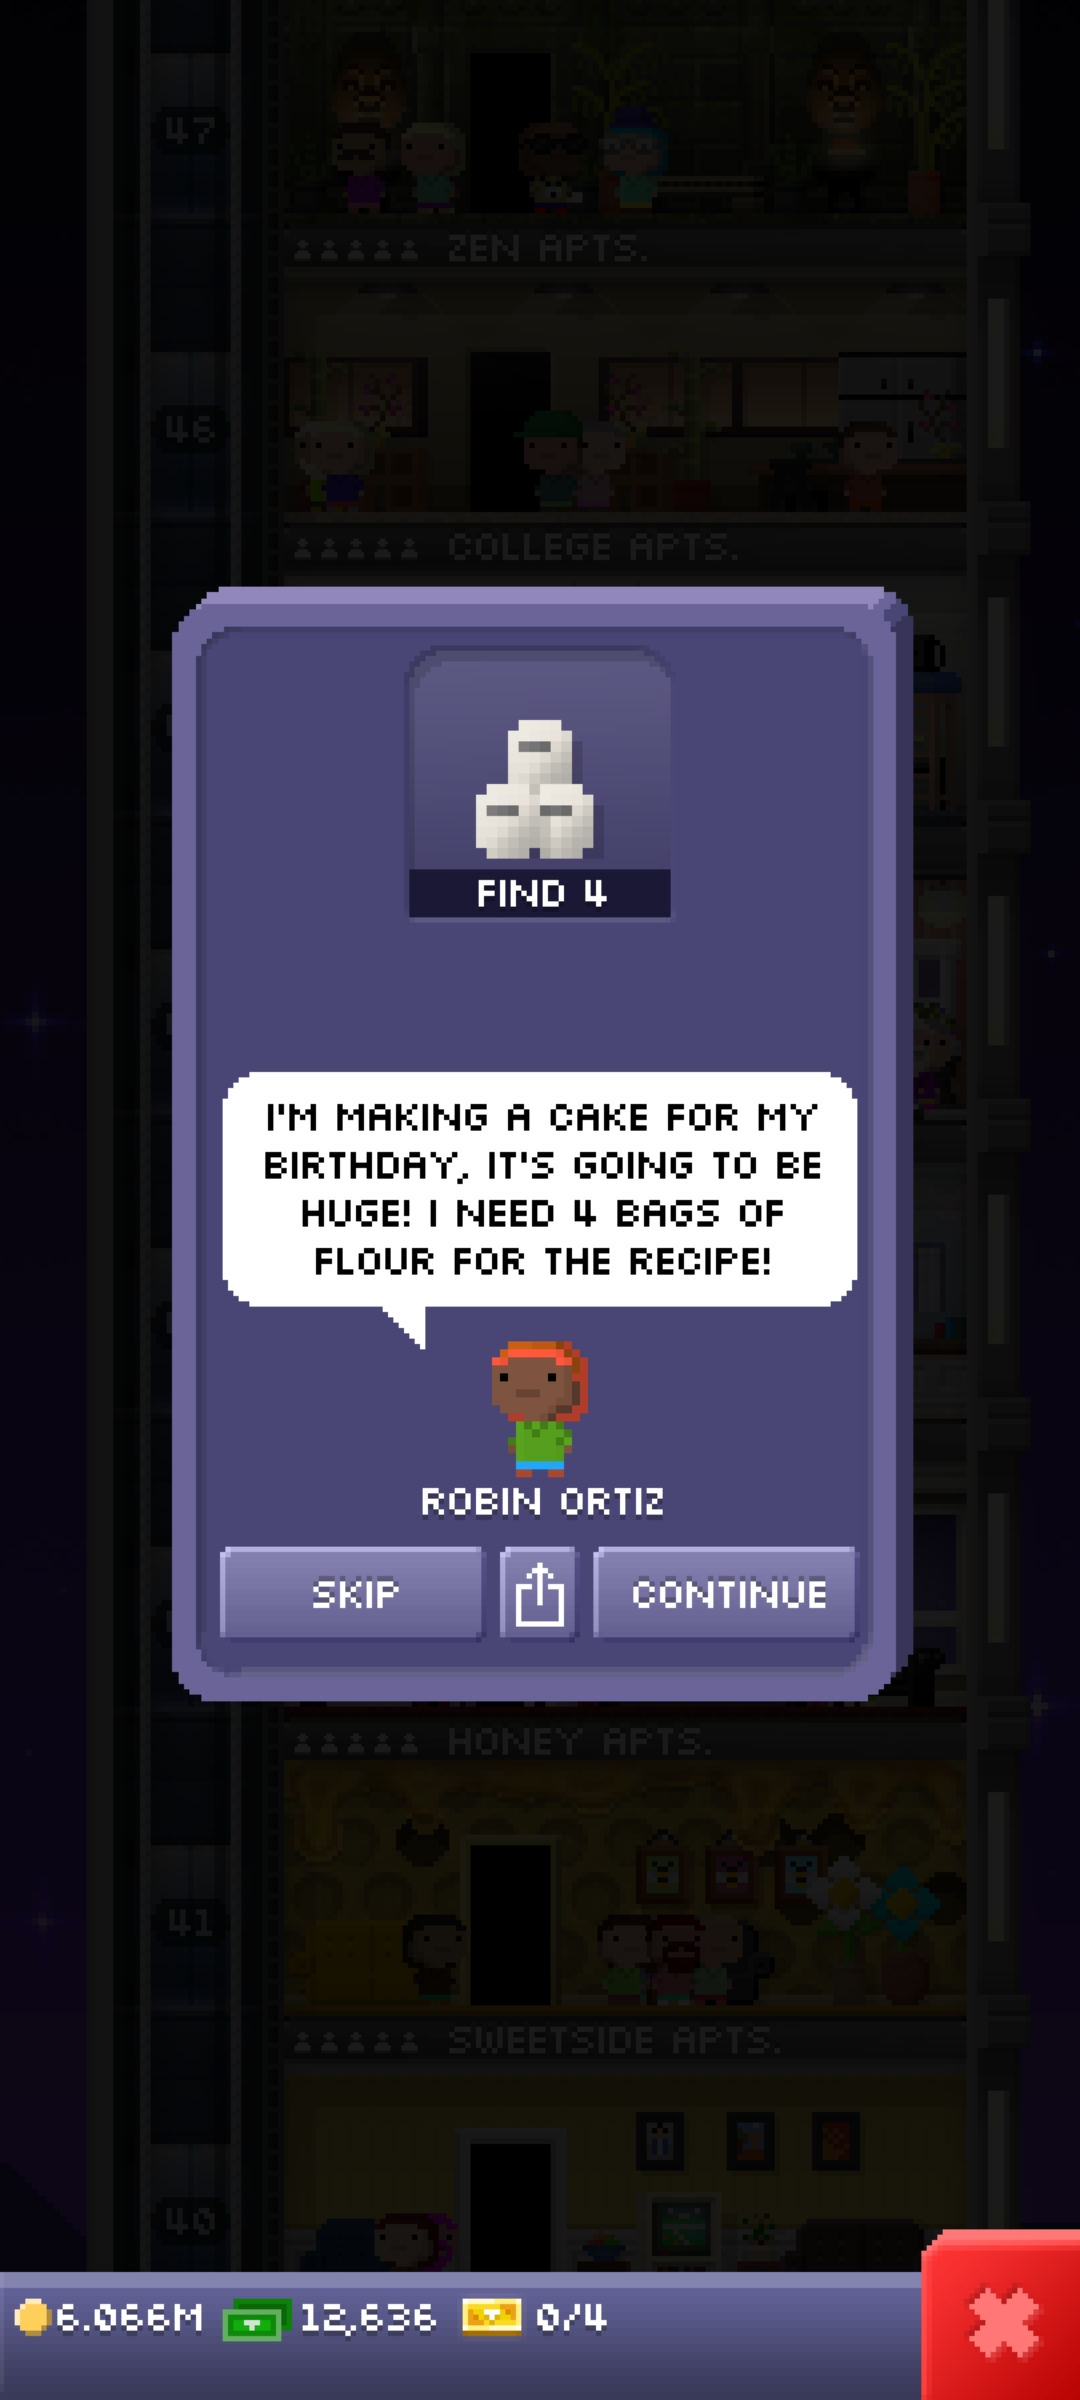 47
ZEN APTS.
46
COLLEGE APTS.
FIND 4
I'M MAKING A CAKE FOR MY
BIRTHDAY, IT'S GOING TO BE
HUGE! I NEED 4 BAGS OF
FLOUR FOR THE RECIPE!
ROBIN ORTIZ
SKIP CONTINUE
HONEY APTS.
41
SWEETSIDE APTS.
40
6.066M 12,636 0/4